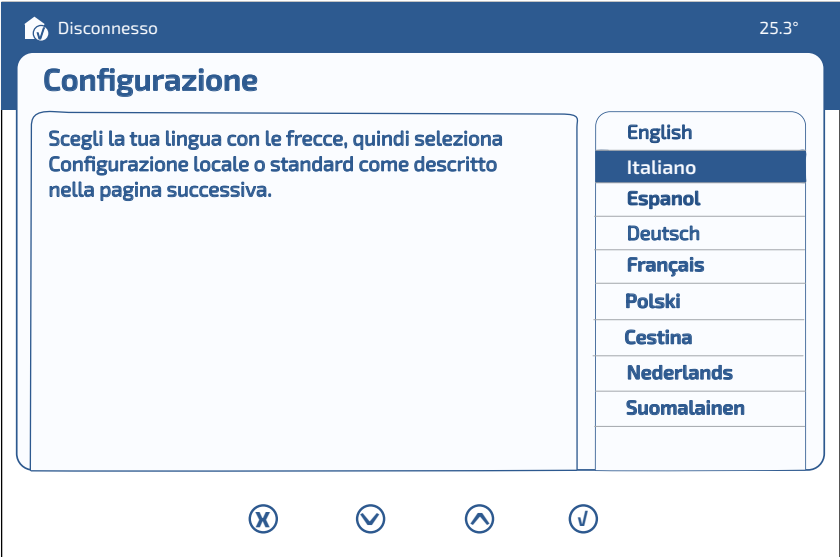 Disconnesso
25.3°
Configurazione
Scegli la tua lingua con le frecce, quindi seleziona
Configurazione locale o standard come descritto
nella pagina successiva.
English
Italiano
Espanol
Deutsch
Français
Polski
Cestina
Nederlands
Suomalainen